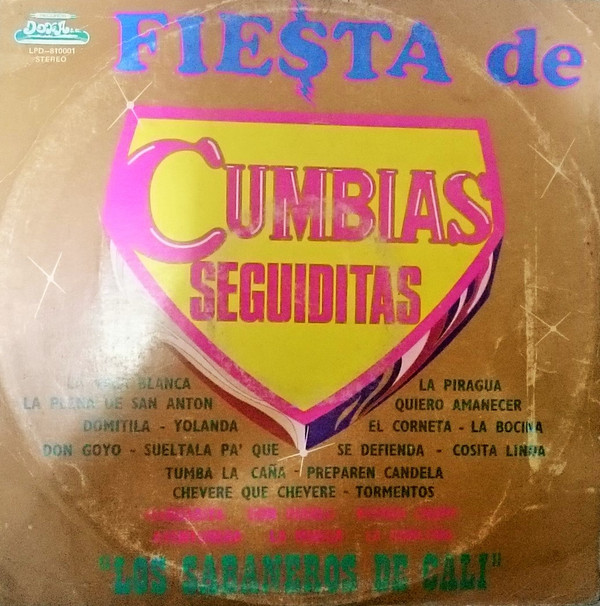 LPD-810001
STEREO
FIESTA de
CUMBIAS
SEGUIDITAS
LA BLANCA
LA PIRAGUA
LA PLENA DE SAN ANTON
QUIERO AMANECER
DOMITILA - YOLANDA
EL CORNETA - LA BOCINA
DON GOYO - SUELTALA PA' QUE
SE DEFIENDA - COSITA LINDA
TUMBA LA CAÑA - PREPAREN CANDELA
CHEVERE QUE CHEVERE - TORMENTOS
"LOS SABANEROS DE CALI"